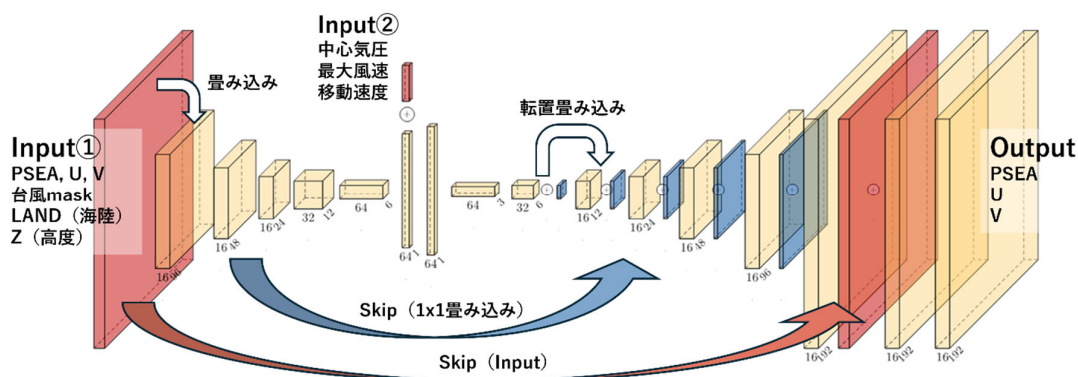 Input②
中心気圧
最大風速
移動速度
畳み込み
転置畳み込み
Input①
PSEA, U, V
台風mask
LAND（海陸）
Z（高度）
Output
PSEA
U
V
16 96
16 48
16 24
32 12
64 6
64 1
64 1
64 3
32 6
16 12
16 24
16 48
16 96
16 192
16 192
16 192
Skip（1x1畳み込み）
Skip（Input）